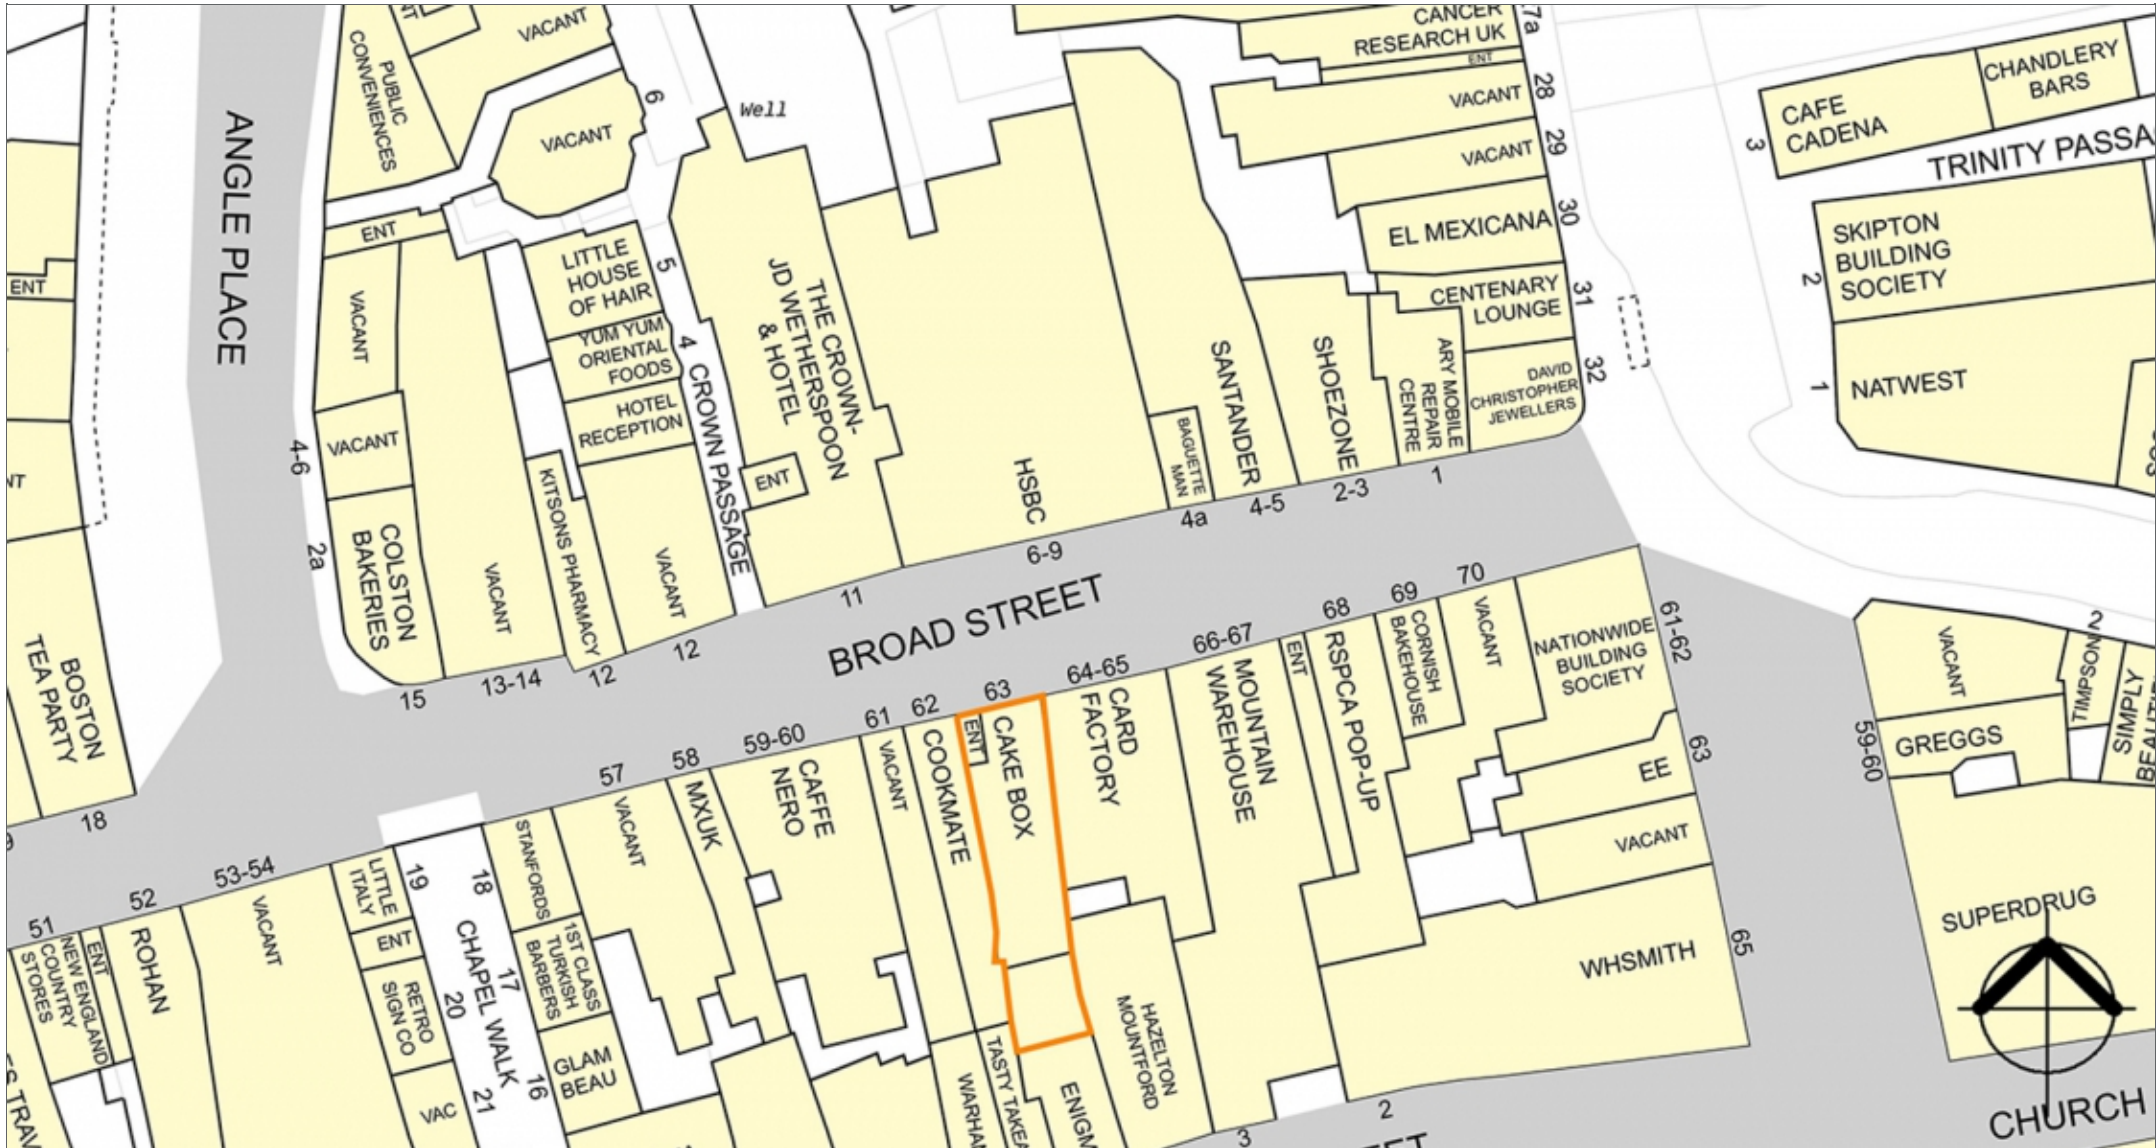 PUBLIC
CONVENIENCES
VACANT
6
Well
VACANT
CANCER
RESEARCH UK
ENT
28
VACANT
29
VACANT
30
EL MEXICANA
31
CENTENARY
LOUNGE
32
DAVID
CHRISTOPHER
JEWELLERS
CAFE
CADENA
3
CHANDLERY
BARS
TRINITY
SKIPTON
BUILDING
SOCIETY
2
NATWEST
1
ANGLE PLACE
ENT
ENT
VACANT
VACANT
4-6
2a
COLSTON
BAKERIES
15
VACANT
13-14
KITSONS PHARMACY
12
VACANT
12
LITTLE
HOUSE
OF HAIR
5
YUM YUM
ORIENTAL
FOODS
4
HOTEL
RECEPTION
CROWN PASSAGE
THE CROWN-
JD WETHERSPOON
& HOTEL
ENT
11
HSBC
6-9
BAGUETTE
MAN
4a
SANTANDER
4-5
SHOEZONE
2-3
ARY MOBILE
REPAIR
CENTRE
1
BROAD STREET
BOSTON
TEA PARTY
18
51
NEW ENGLAND
COUNTRY
STORES
ENT
52
ROHAN
53-54
VACANT
LITTLE
ITALY
ENT
RETRO
SIGN CO
VAC
19
18
CHAPEL WALK
17
20
16
21
STANFORDS
1ST CLASS
TURKISH
BARBERS
GLAM
BEAU
57
VACANT
58
MXUK
59-60
CAFFE
NERO
61
VACANT
62
COOKMATE
63
ENT
CAKE BOX
64-65
CARD
FACTORY
66-67
MOUNTAIN
WAREHOUSE
ENT
68
RSPCA POP-UP
69
CORNISH
BAKEHOUSE
70
VACANT
NATIONWIDE
BUILDING
SOCIETY
61-62
63
EE
VACANT
WHSMITH
65
HAZELTON
MOUNTFORD
TASTY
3
2
VACANT
2
TIMPSON
SIMPLY
59-60
GREGGS
SUPERDRUG
CHURCH